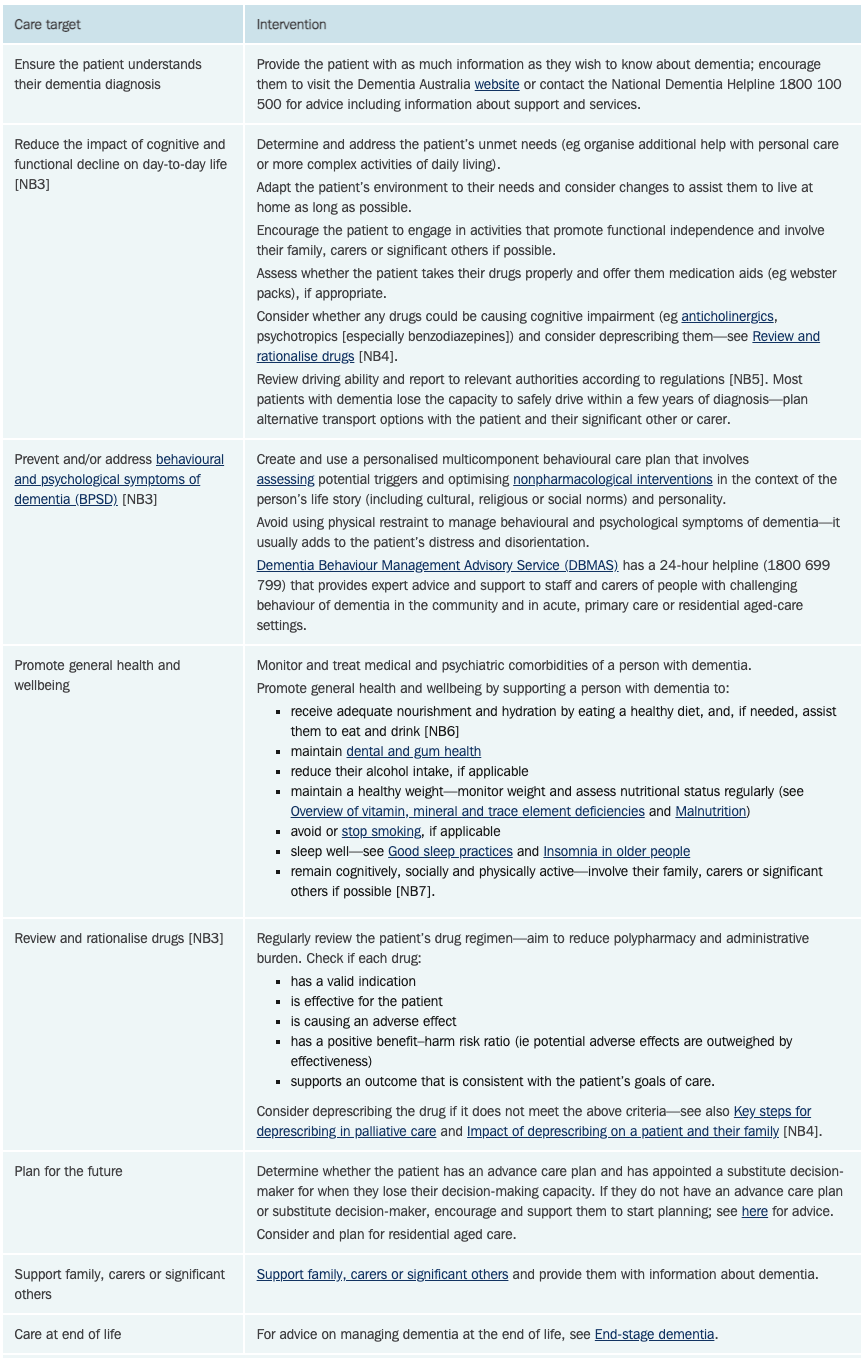 Care target
Intervention
Ensure the patient understands
their dementia diagnosis
Provide the patient with as much information as they wish to know about dementia; encourage
them to visit the Dementia Australia website or contact the National Dementia Helpline 1800 100
500 for advice including information about support and services.
Reduce the impact of cognitive and
functional decline on day-to-day life
[NB3]
Determine and address the patient's unmet needs (eg organise additional help with personal care
or more complex activities of daily living).
Adapt the patient's environment to their needs and consider changes to assist them to live at
home as long as possible.
Encourage the patient to engage in activities that promote functional independence and involve
their family, carers or significant others if possible.
Assess whether the patient takes their drugs properly and offer them medication aids (eg webster
packs), if appropriate.
Consider whether any drugs could be causing cognitive impairment (eg anticholinergics,
psychotropics [especially benzodiazepines]) and consider deprescribing them—see Review and
rationalise drugs [NB4].
Review driving ability and report to relevant authorities according to regulations [NB5]. Most
patients with dementia lose the capacity to safely drive within a few years of diagnosis—plan
alternative transport options with the patient and their significant other or carer.
Prevent and/or address behavioural
and psychological symptoms of
dementia (BPSD) [NB3]
Create and use a personalised multicomponent behavioural care plan that involves
assessing potential triggers and optimising nonpharmacological interventions in the context of the
person's life story (including cultural, religious or social norms) and personality.
Avoid using physical restraint to manage behavioural and psychological symptoms of dementia—it
usually adds to the patient's distress and disorientation.
Dementia Behaviour Management Advisory Service (DBMAS) has a 24-hour helpline (1800 699
799) that provides expert advice and support to staff and carers of people with challenging
behaviour of dementia in the community and in acute, primary care or residential aged-care
settings.
Promote general health and
wellbeing
Monitor and treat medical and psychiatric comorbidities of a person with dementia.
Promote general health and wellbeing by supporting a person with dementia to:
▪ receive adequate nourishment and hydration by eating a healthy diet, and, if needed, assist
them to eat and drink [NB6]
▪ maintain dental and gum health
▪ reduce their alcohol intake, if applicable
▪ maintain a healthy weight—monitor weight and assess nutritional status regularly (see
Overview of vitamin, mineral and trace element deficiencies and Malnutrition)
▪ avoid or stop smoking, if applicable
▪ sleep well—see Good sleep practices and Insomnia in older people
▪ remain cognitively, socially and physically active—involve their family, carers or significant
others if possible [NB7].
Review and rationalise drugs [NB3]
Regularly review the patient's drug regimen—aim to reduce polypharmacy and administrative
burden. Check if each drug:
▪ has a valid indication
▪ is effective for the patient
▪ is causing an adverse effect
▪ has a positive benefit–harm risk ratio (ie potential adverse effects are outweighed by
effectiveness)
▪ supports an outcome that is consistent with the patient's goals of care.
Consider deprescribing the drug if it does not meet the above criteria—see also Key steps for
deprescribing in palliative care and Impact of deprescribing on a patient and their family [NB4].
Plan for the future
Determine whether the patient has an advance care plan and has appointed a substitute decision-
maker for when they lose their decision-making capacity. If they do not have an advance care plan
or substitute decision-maker, encourage and support them to start planning; see here for advice.
Consider and plan for residential aged care.
Support family, carers or significant
others
Support family, carers or significant others and provide them with information about dementia.
Care at end of life
For advice on managing dementia at the end of life, see End-stage dementia.